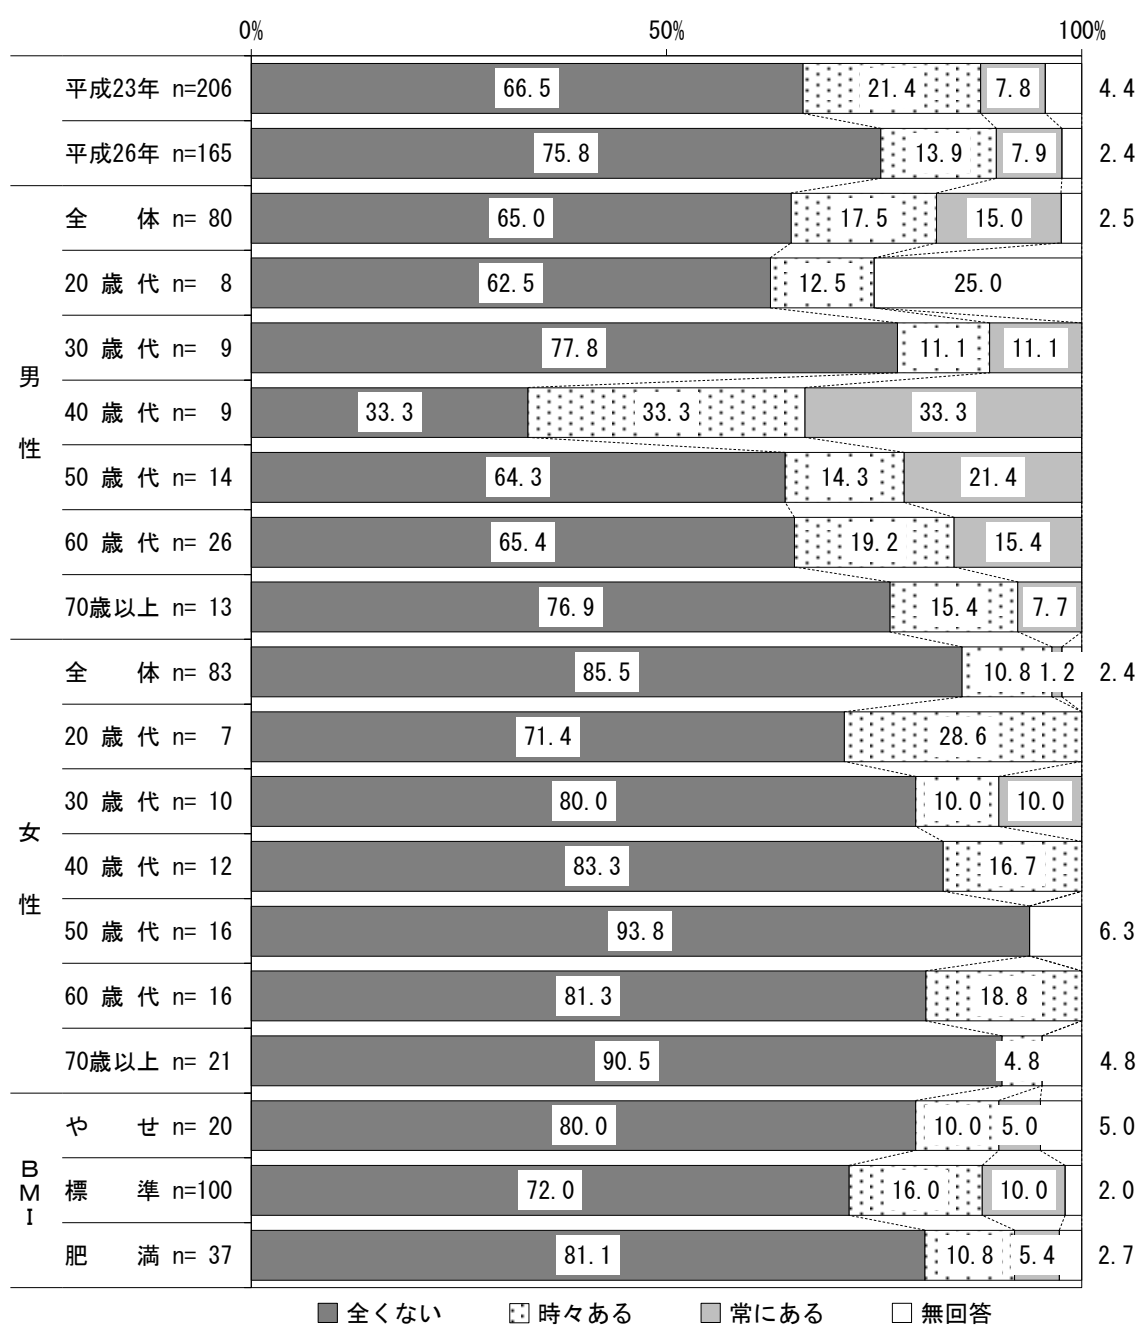 0% 50% 100%
平成23年 n=206 66.5 21.4 7.8 4.4
平成26年 n=165 75.8 13.9 7.9 2.4
男性
全 体 n= 80 65.0 17.5 15.0 2.5
20 歳 代 n= 8 62.5 12.5 25.0
30 歳 代 n= 9 77.8 11.1 11.1
40 歳 代 n= 9 33.3 33.3 33.3
50 歳 代 n= 14 64.3 14.3 21.4
60 歳 代 n= 26 65.4 19.2 15.4
70歳以上 n= 13 76.9 15.4 7.7
女性
全 体 n= 83 85.5 10.8 1.2 2.4
20 歳 代 n= 7 71.4 28.6
30 歳 代 n= 10 80.0 10.0 10.0
40 歳 代 n= 12 83.3 16.7
50 歳 代 n= 16 93.8 6.3
60 歳 代 n= 16 81.3 18.8
70歳以上 n= 21 90.5 4.8 4.8
ＢＭＩ
や せ n= 20 80.0 10.0 5.0 5.0
標 準 n=100 72.0 16.0 10.0 2.0
肥 満 n= 37 81.1 10.8 5.4 2.7
全くない 時々ある 常にある 無回答